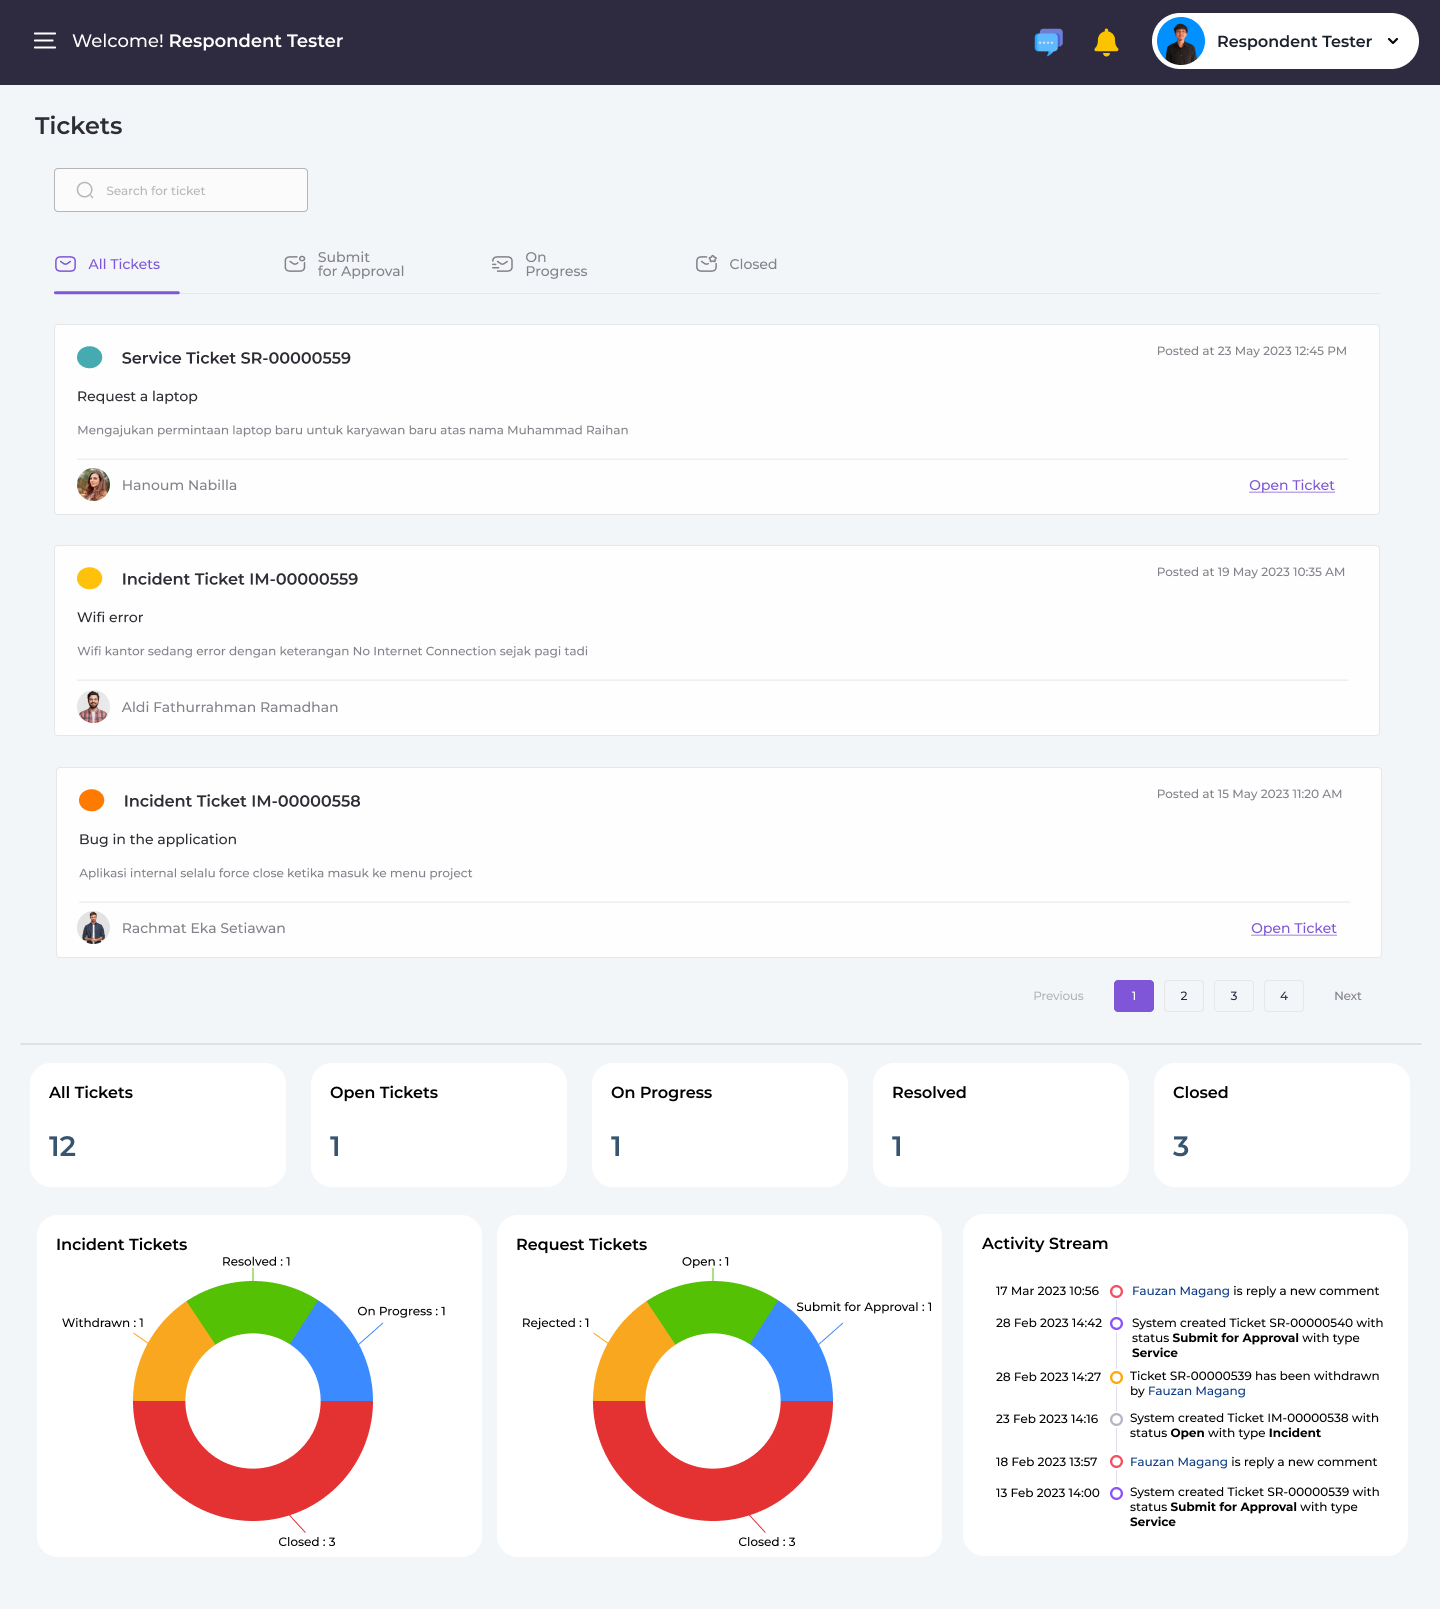 Welcome! Respondent Tester
Respondent Tester
Tickets
Search for ticket
All Tickets
Submit
for Approval
On
Progress
Closed
Service Ticket SR-00000559
Posted at 23 May 2023 12:45 PM
Request a laptop
Mengajukan permintaan laptop baru untuk karyawan baru atas nama Muhammad Raihan
Hanoum Nabilla
Open Ticket
Incident Ticket IM-00000559
Posted at 19 May 2023 10:35 AM
Wifi error
Wifi kantor sedang error dengan keterangan No Internet Connection sejak pagi tadi
Aldi Fathurrahman Ramadhan
Incident Ticket IM-00000558
Posted at 15 May 2023 11:20 AM
Bug in the application
Aplikasi internal selalu force close ketika masuk ke menu project
Rachmat Eka Setiawan
Open Ticket
Previous
1
2
3
4
Next
All Tickets
12
Open Tickets
1
On Progress
1
Resolved
1
Closed
3
Incident Tickets
Resolved : 1
On Progress : 1
Withdrawn : 1
Closed : 3
Request Tickets
Open : 1
Submit for Approval : 1
Rejected : 1
Closed : 3
Activity Stream
17 Mar 2023 10:56
Fauzan Magang is reply a new comment
28 Feb 2023 14:42
System created Ticket SR-00000540 with
status Submit for Approval with type
Service
28 Feb 2023 14:27
Ticket SR-00000539 has been withdrawn
by Fauzan Magang
23 Feb 2023 14:16
System created Ticket IM-00000538 with
status Open with type Incident
18 Feb 2023 13:57
Fauzan Magang is reply a new comment
13 Feb 2023 14:00
System created Ticket SR-00000539 with
status Submit for Approval with type
Service